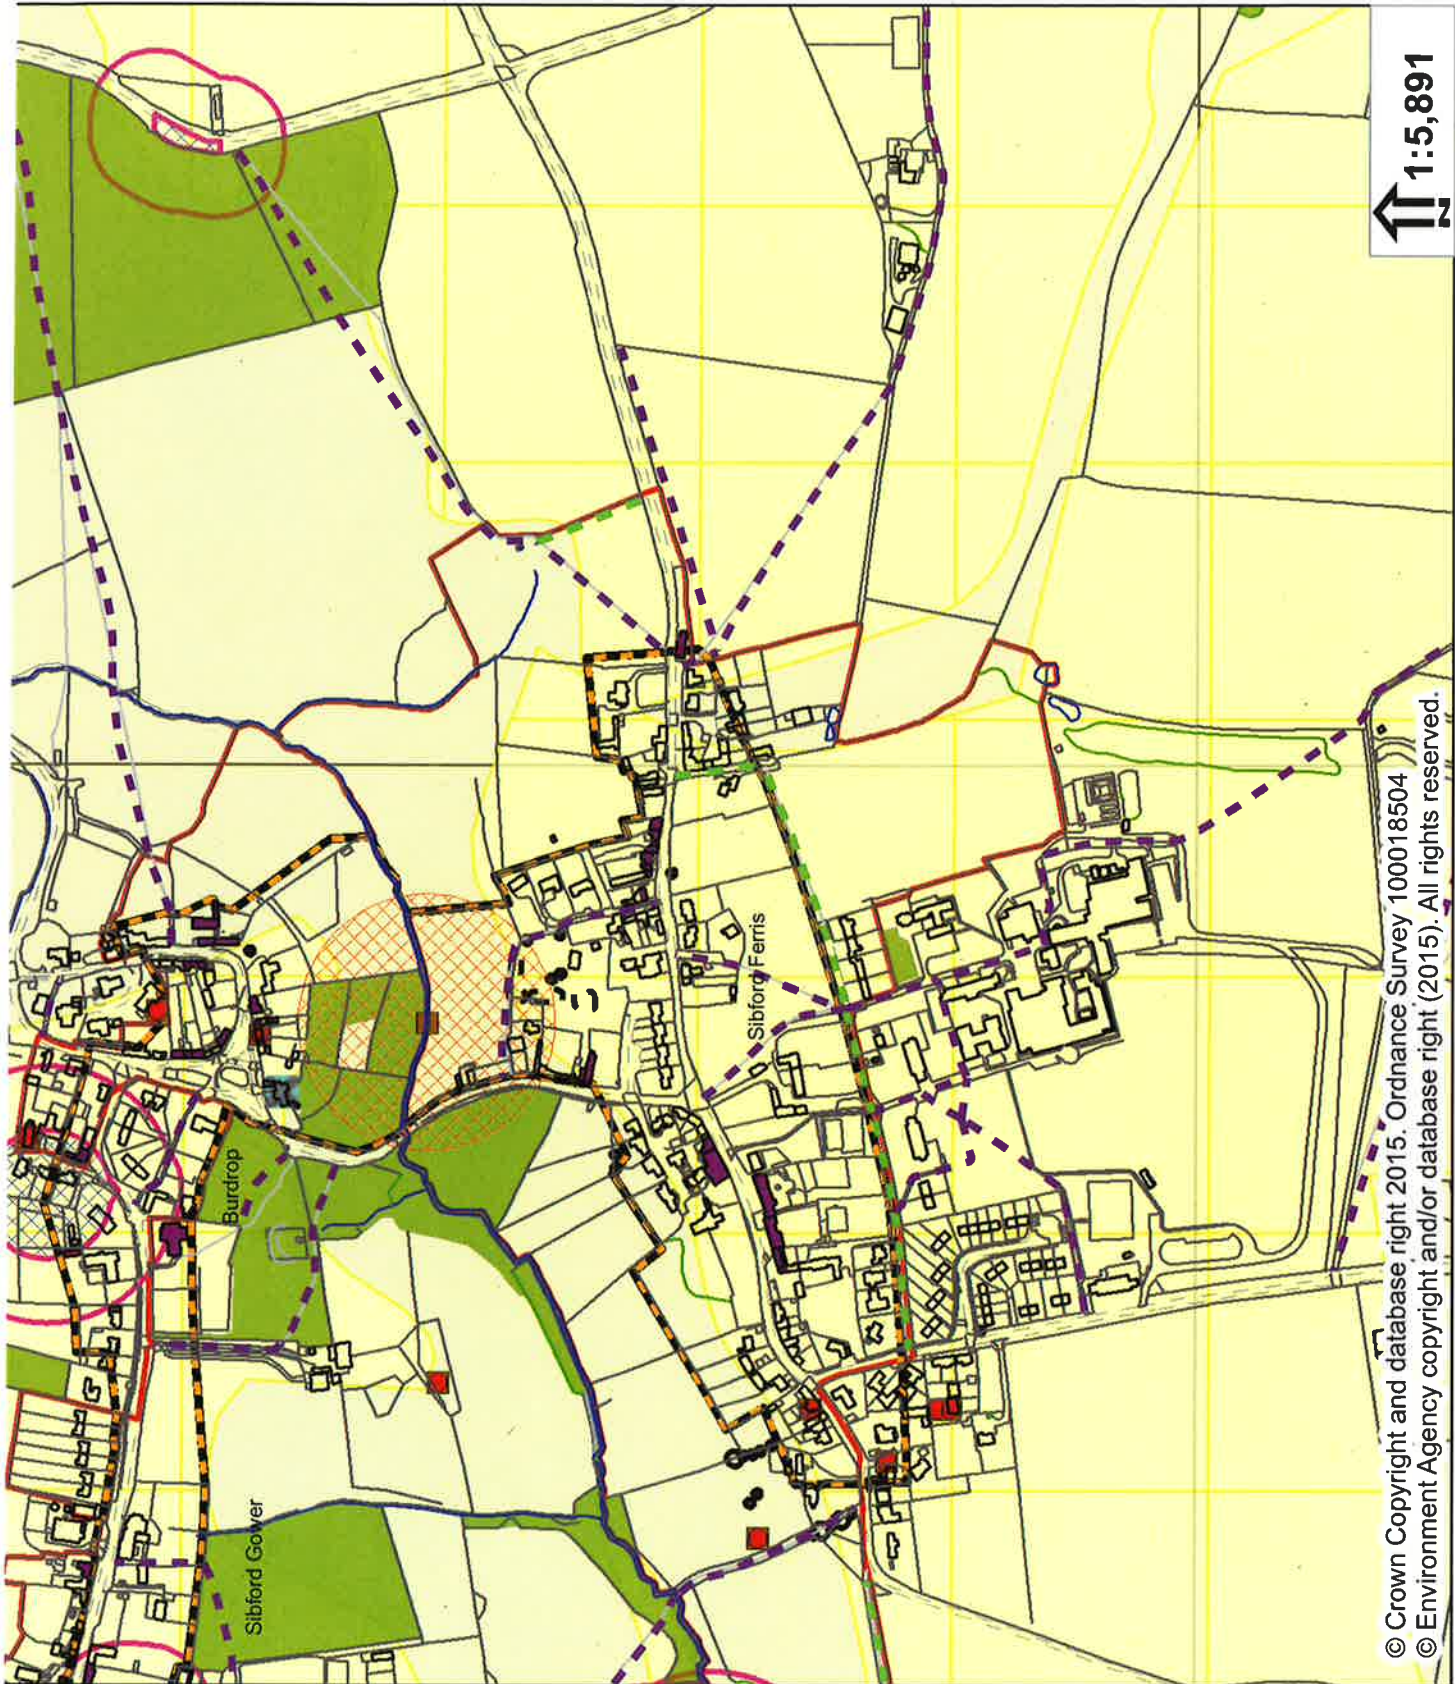 Burdrop
Sibford Gower
Sibford Ferris
N
1:5,891
© Crown Copyright and database right 2015. Ordnance Survey 100018504
© Environment Agency copyright and/or database right (2015). All rights reserved.